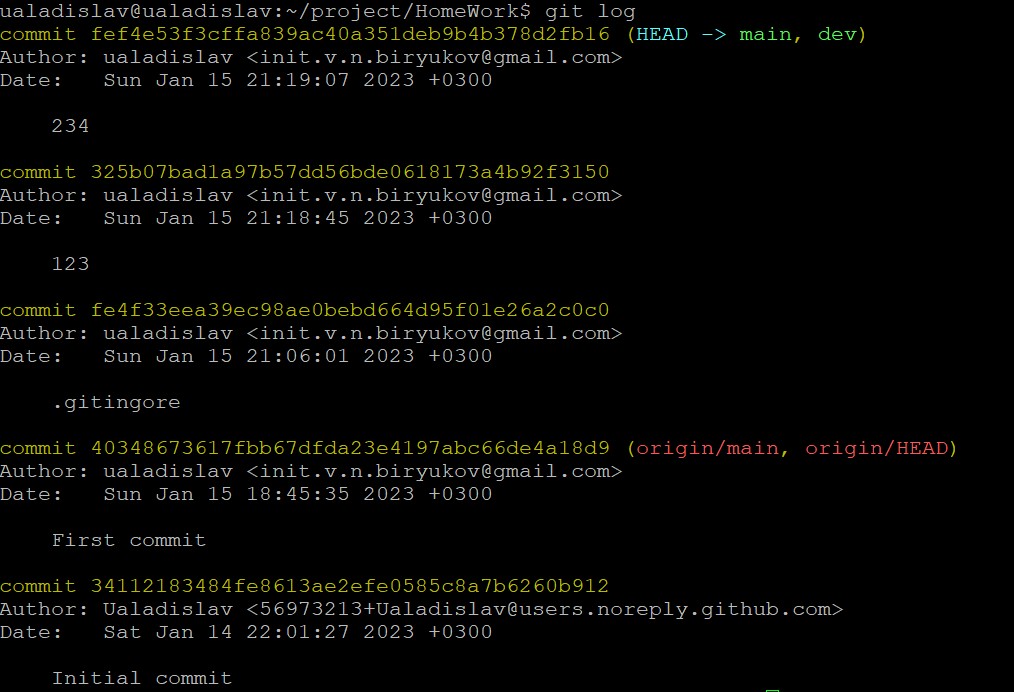 ualadislav@ualadislav:~/project/HomeWork$ git log
commit fef4e53f3cffa839ac40a351deb9b4b378d2fb16 (HEAD -> main, dev)
Author: ualadislav <init.v.n.biryukov@gmail.com>
Date:   Sun Jan 15 21:19:07 2023 +0300
234
commit 325b07bad1a97b57dd56bde0618173a4b92f3150
Author: ualadislav <init.v.n.biryukov@gmail.com>
Date:   Sun Jan 15 21:18:45 2023 +0300
123
commit fe4f33eea39ec98ae0bebd664d95f01e26a2c0c0
Author: ualadislav <init.v.n.biryukov@gmail.com>
Date:   Sun Jan 15 21:06:01 2023 +0300
.gitingore
commit 40348673617fbb67dfda23e4197abc66de4a18d9 (origin/main, origin/HEAD)
Author: ualadislav <init.v.n.biryukov@gmail.com>
Date:   Sun Jan 15 18:45:35 2023 +0300
First commit
commit 34112183484fe8613ae2efe0585c8a7b6260b912
Author: Ualadislav <56973213+Ualadislav@users.noreply.github.com>
Date:   Sat Jan 14 22:01:27 2023 +0300
Initial commit